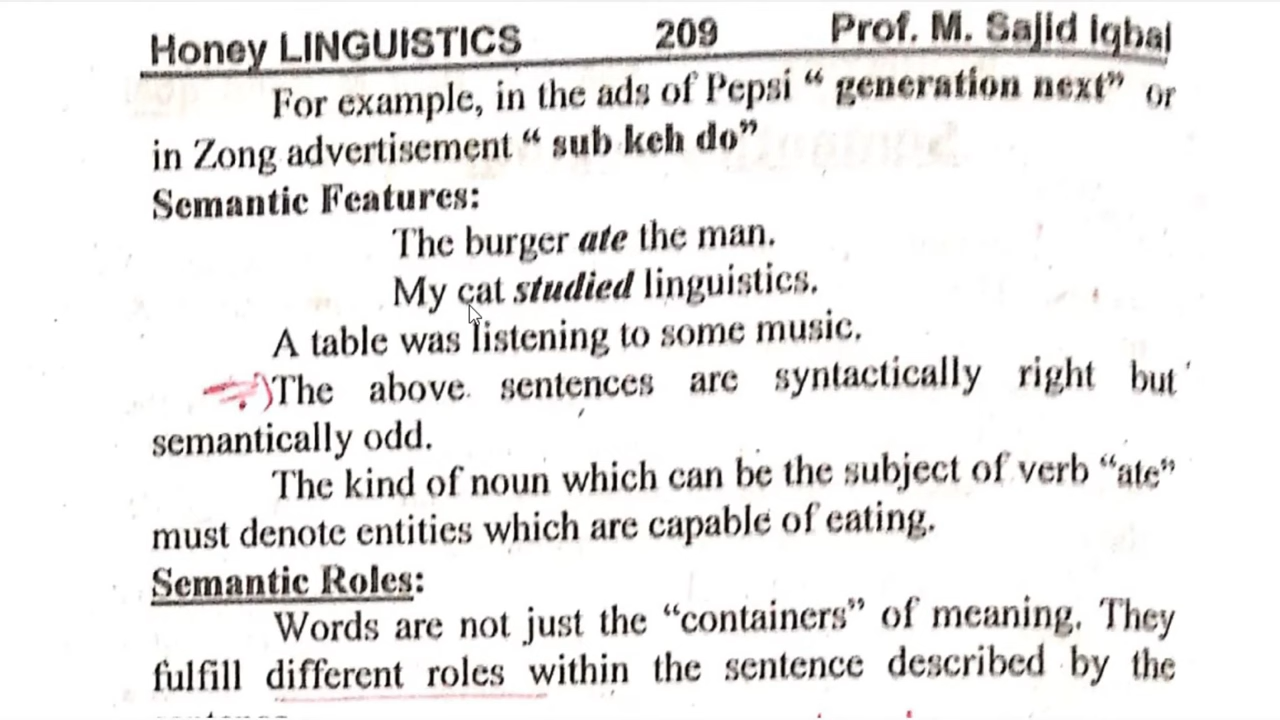 Honey LINGUISTICS 209 Prof. M. Sajid Iqbal
For example, in the ads of Pepsi “ generation next” or
in Zong advertisement “ sub keh do”
Semantic Features:
The burger ate the man.
My cat studied linguistics.
A table was listening to some music.
The above sentences are syntactically right but
semantically odd.
The kind of noun which can be the subject of verb “ate”
must denote entities which are capable of eating.
Semantic Roles:
Words are not just the “containers” of meaning. They
fulfill different roles within the sentence described by the